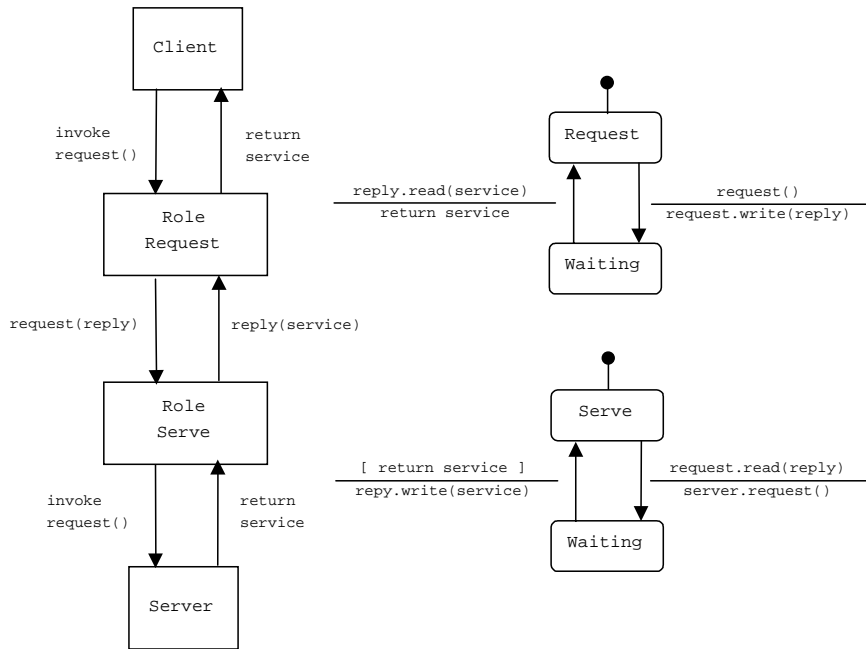 Client
invoke
request()
return
service
Role
Request
request(reply)
reply(service)
Role
Serve
invoke
request()
return
service
Server
Request
reply.read(service)
return service
request()
request.write(reply)
Waiting
Serve
[ return service ]
repy.write(service)
request.read(reply)
server.request()
Waiting